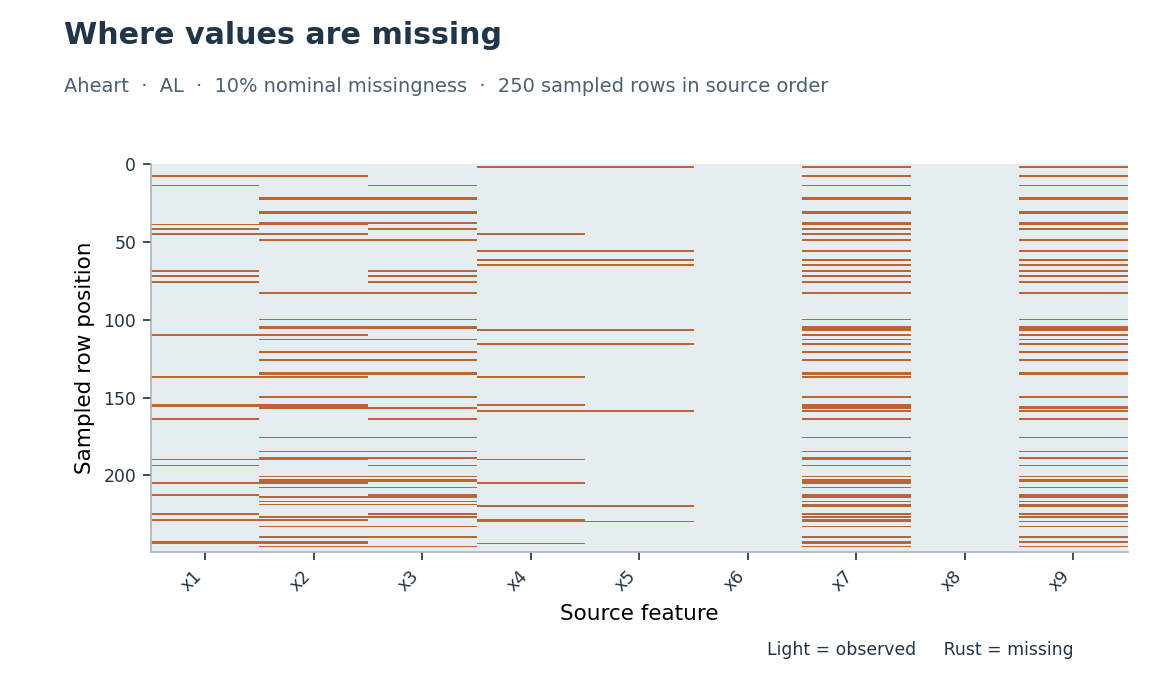 Where values are missing
Aheart · AL · 10% nominal missingness · 250 sampled rows in source order
0
50
100
150
200
Sampled row position
x1 x2 x3 x4 x5 x6 x7 x8 x9
Source feature
Light = observed Rust = missing